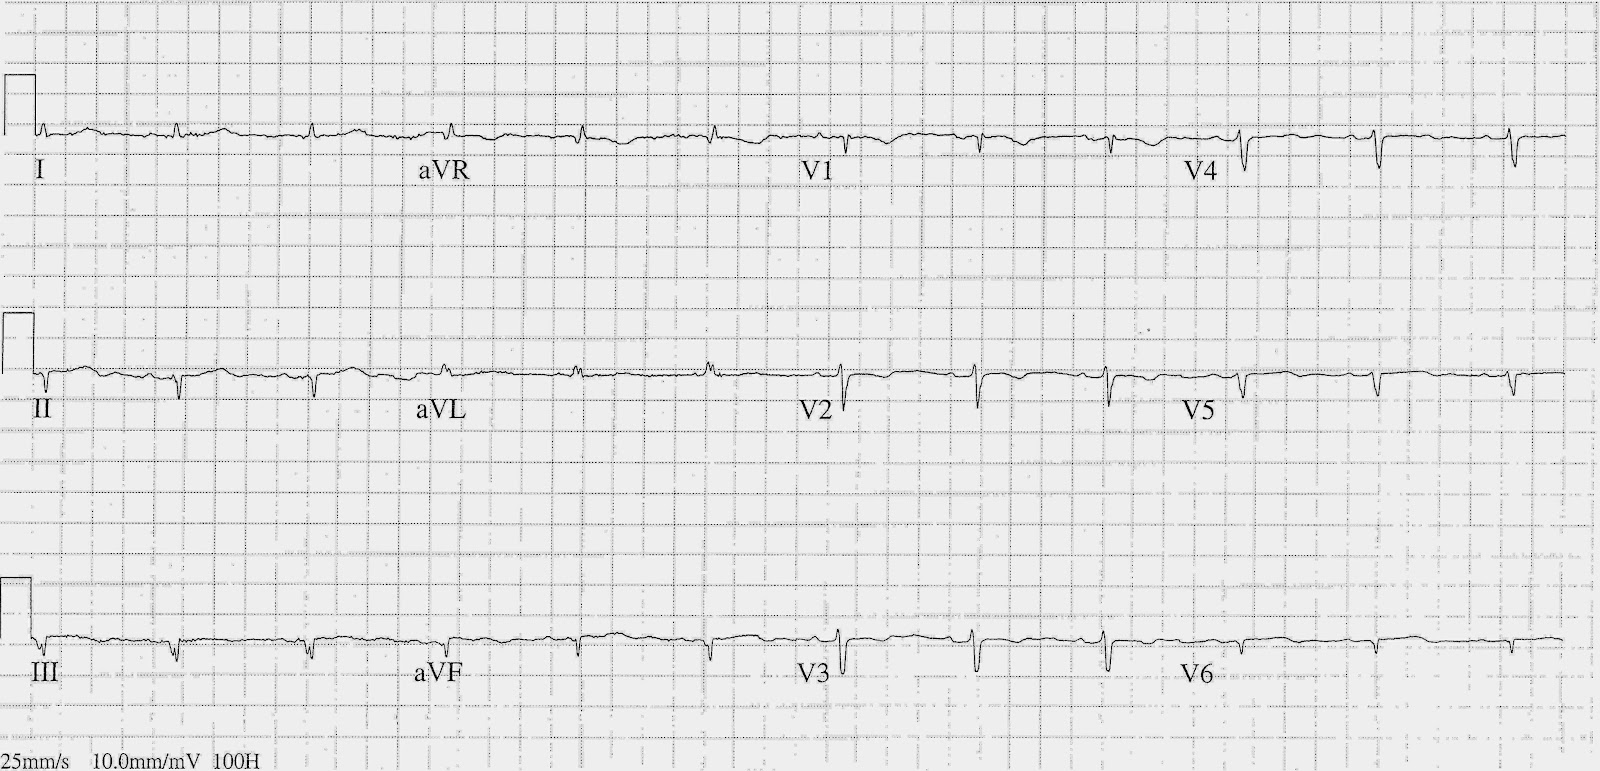 I aVR V1 V4
II aVL V2 V5
III aVF V3 V6
25mm/s 10.0mm/mV 100H